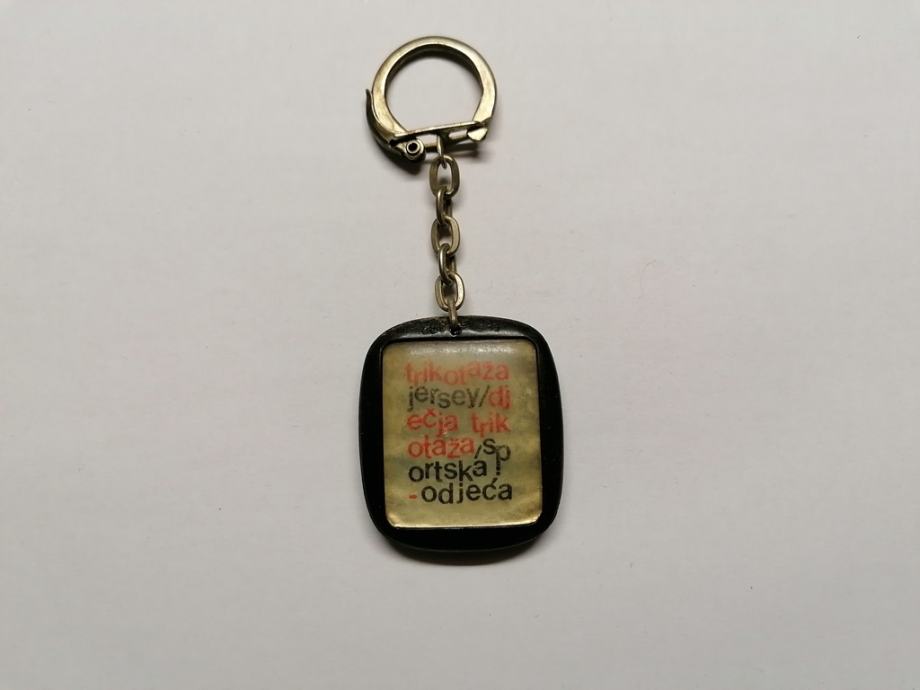 trikotaža
jersey/dj
ečja trik
otaža/sp
ortska!
-odjeća